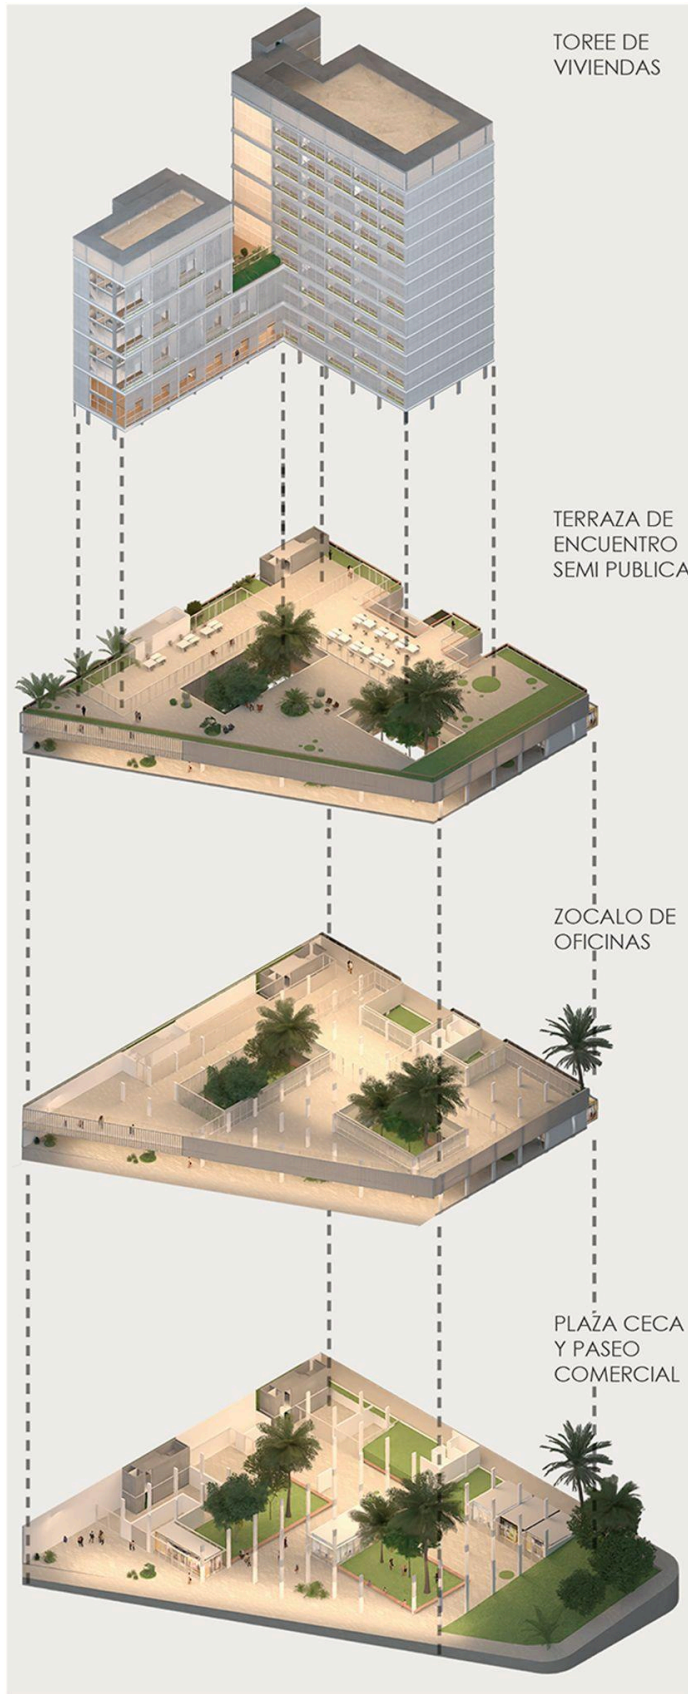 TOREE DE
VIVIENDAS
TERRAZA DE
ENCUENTRO
SEMI PUBLICA
ZOCALO DE
OFICINAS
PLAZA CECA
Y PASEO
COMERCIAL